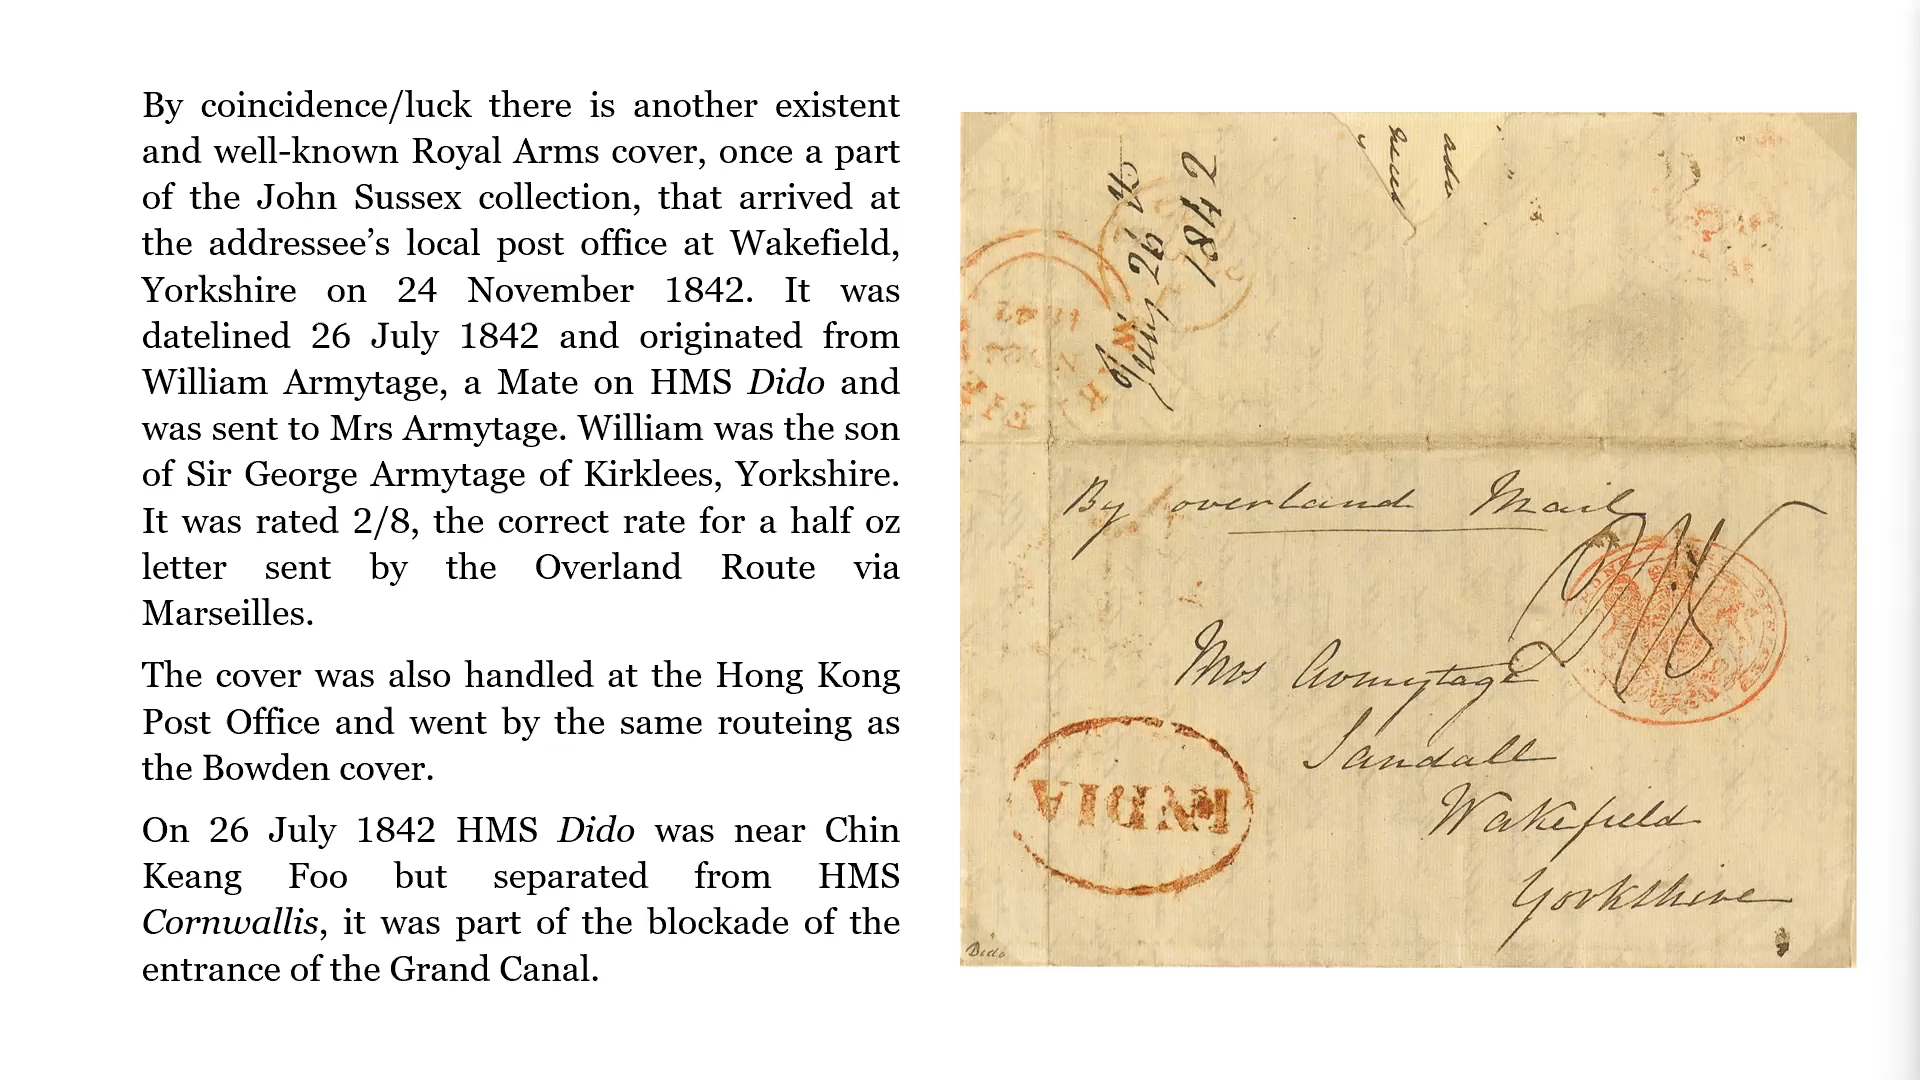 By coincidence/luck there is another existent
and well-known Royal Arms cover, once a part
of the John Sussex collection, that arrived at
the addressee's local post office at Wakefield,
Yorkshire on 24 November 1842. It was
datelined 26 July 1842 and originated from
William Armytage, a Mate on HMS Dido and
was sent to Mrs Armytage. William was the son
of Sir George Armytage of Kirklees, Yorkshire.
It was rated 2/8, the correct rate for a half oz
letter sent by the Overland Route via
Marseilles.
The cover was also handled at the Hong Kong
Post Office and went by the same routeing as
the Bowden cover.
On 26 July 1842 HMS Dido was near Chin
Keang Foo but separated from HMS
Cornwallis, it was part of the blockade of the
entrance of the Grand Canal.
July 26
1842
By overland Mail
2/8
Mrs Armytage
Sandall
Wakefield
Yorkshire
INDIA
Dido